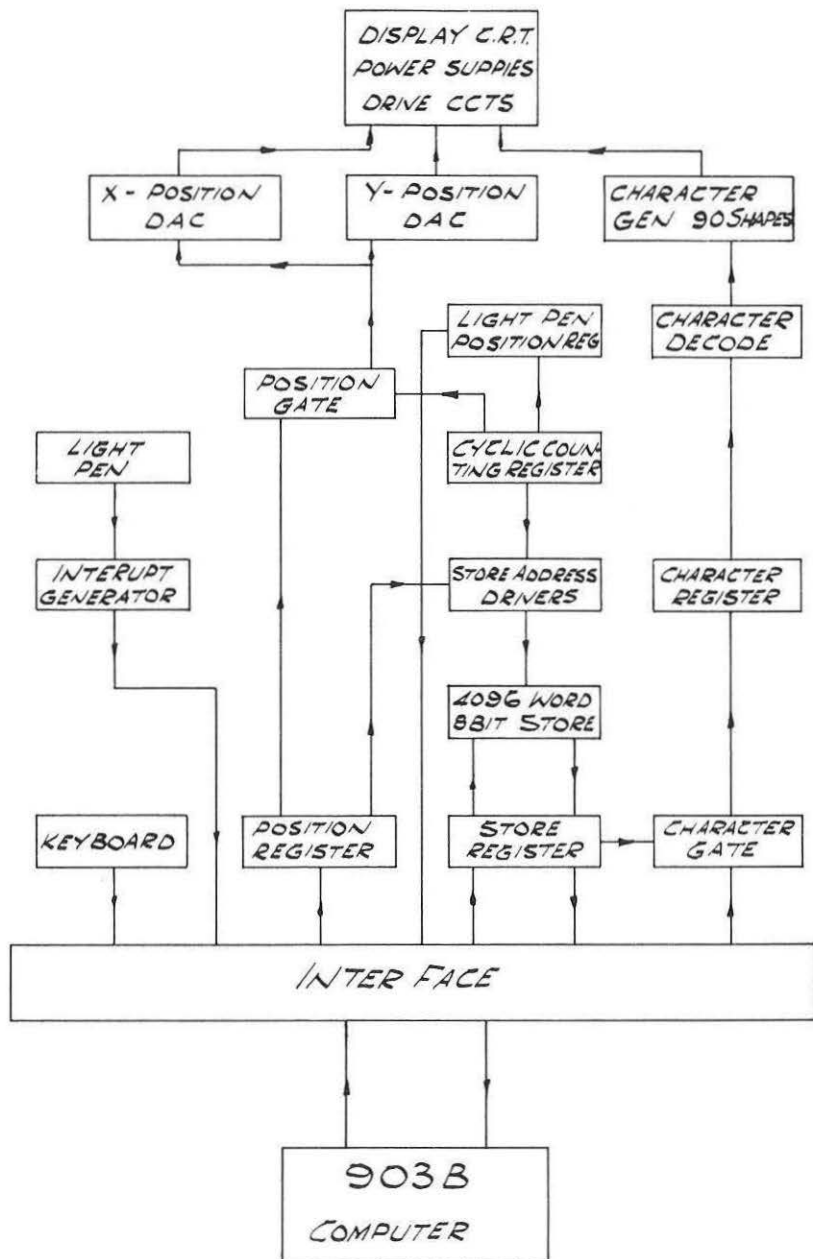 DISPLAY C.R.T.
POWER SUPPIES
DRIVE CCTS
X - POSITION
DAC
Y- POSITION
DAC
CHARACTER
GEN 90 SHAPES
LIGHT PEN
POSITION REG
CHARACTER
DECODE
POSITION
GATE
LIGHT
PEN
CYCLIC COUN-
TING REGISTER
INTERUPT
GENERATOR
STORE ADDRESS
DRIVERS
CHARACTER
REGISTER
4096 WORD
8BIT STORE
KEYBOARD
POSITION
REGISTER
STORE
REGISTER
CHARACTER
GATE
INTER FACE
903B
COMPUTER